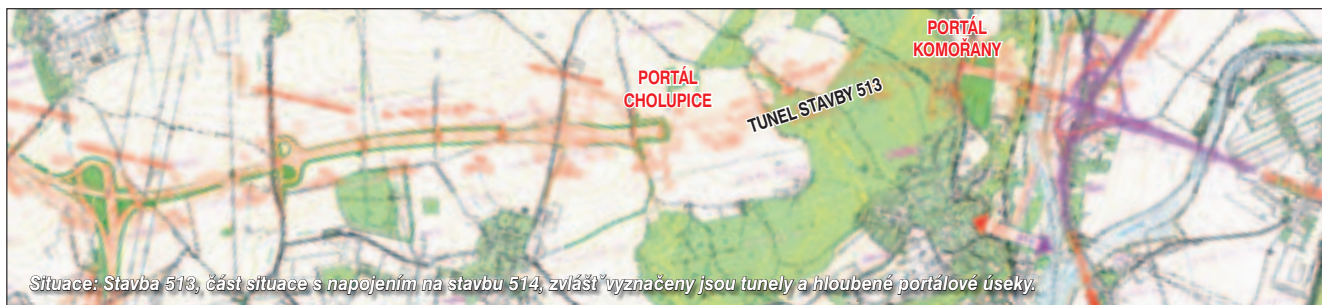 PORTÁL
KOMOŘANY
PORTÁL
CHOLUPICE
TUNEL STAVBY 513
Situace: Stavba 513, část situace s napojením na stavbu 514, zvlášť vyznačeny jsou tunely a hloubené portálové úseky.